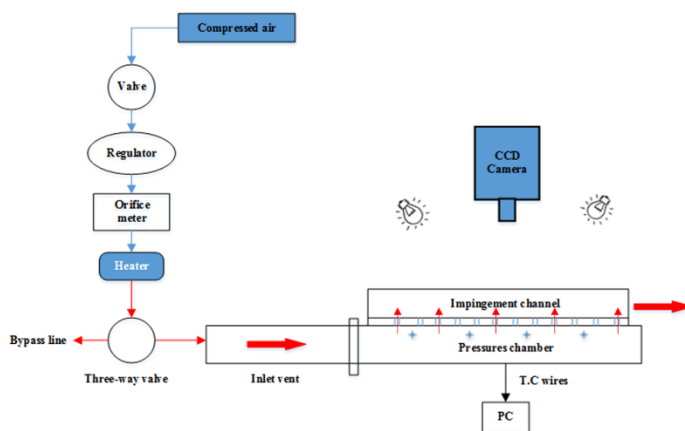 Compressed air
Valve
Regulator
Orifice
meter
Heater
Bypass line
Three-way valve
Inlet vent
CCD
Camera
Impingement channel
Pressures chamber
T.C wires
PC